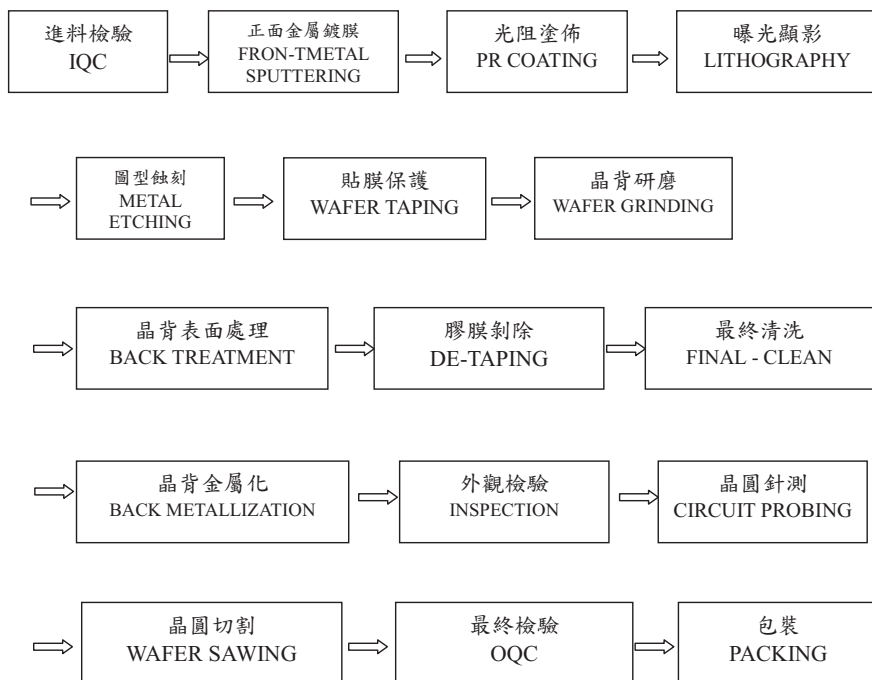 進料檢驗
IQC
正面金屬鍍膜
FRON-TMETAL
SPUTTERING
光阻塗佈
PR COATING
曝光顯影
LITHOGRAPHY
圖型蝕刻
METAL
ETCHING
貼膜保護
WAFER TAPING
晶背研磨
WAFER GRINDING
晶背表面處理
BACK TREATMENT
膠膜剝除
DE-TAPING
最終清洗
FINAL - CLEAN
晶背金屬化
BACK METALLIZATION
外觀檢驗
INSPECTION
晶圓針測
CIRCUIT PROBING
晶圓切割
WAFER SAWING
最終檢驗
OQC
包裝
PACKING